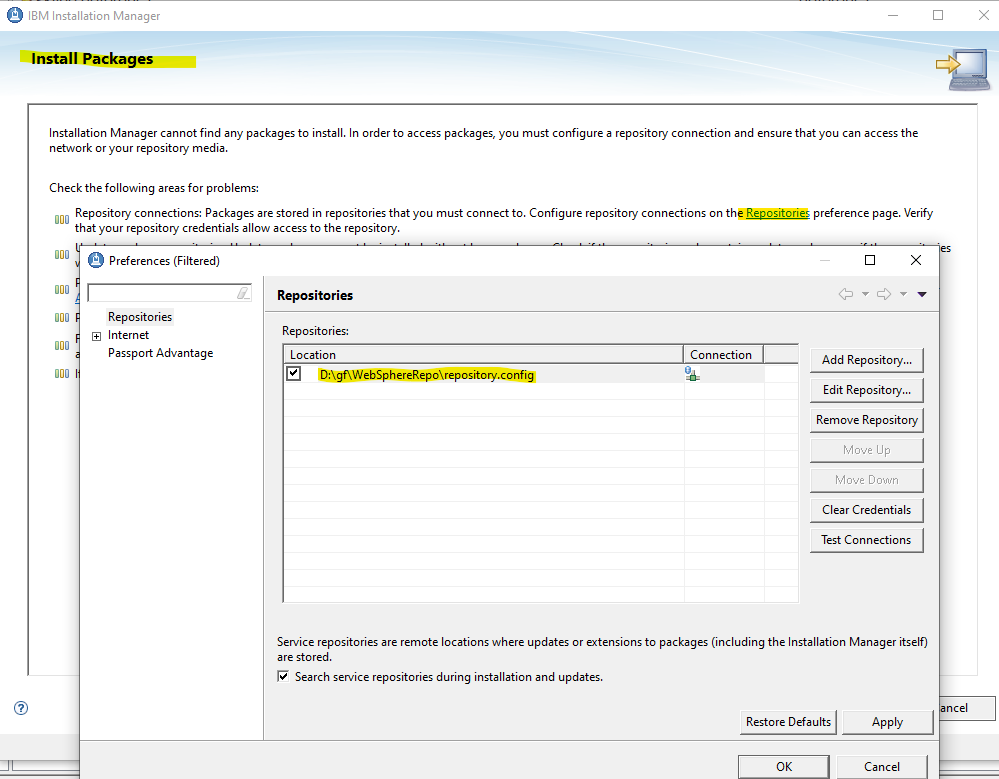 IBM Installation Manager
Install Packages
Installation Manager cannot find any packages to install. In order to access packages, you must configure a repository connection and ensure that you can access the
network or your repository media.
Check the following areas for problems:
Repository connections: Packages are stored in repositories that you must connect to. Configure repository connections on the Repositories preference page. Verify
that your repository credentials allow access to the repository.
Preferences (Filtered)
Repositories
Internet
Passport Advantage
Repositories
Repositories:
Location Connection
D:\gf\WebSphereRepo\repository.config
Add Repository...
Edit Repository...
Remove Repository
Move Up
Move Down
Clear Credentials
Test Connections
Service repositories are remote locations where updates or extensions to packages (including the Installation Manager itself)
are stored.
Search service repositories during installation and updates.
Restore Defaults Apply
OK Cancel
ancel